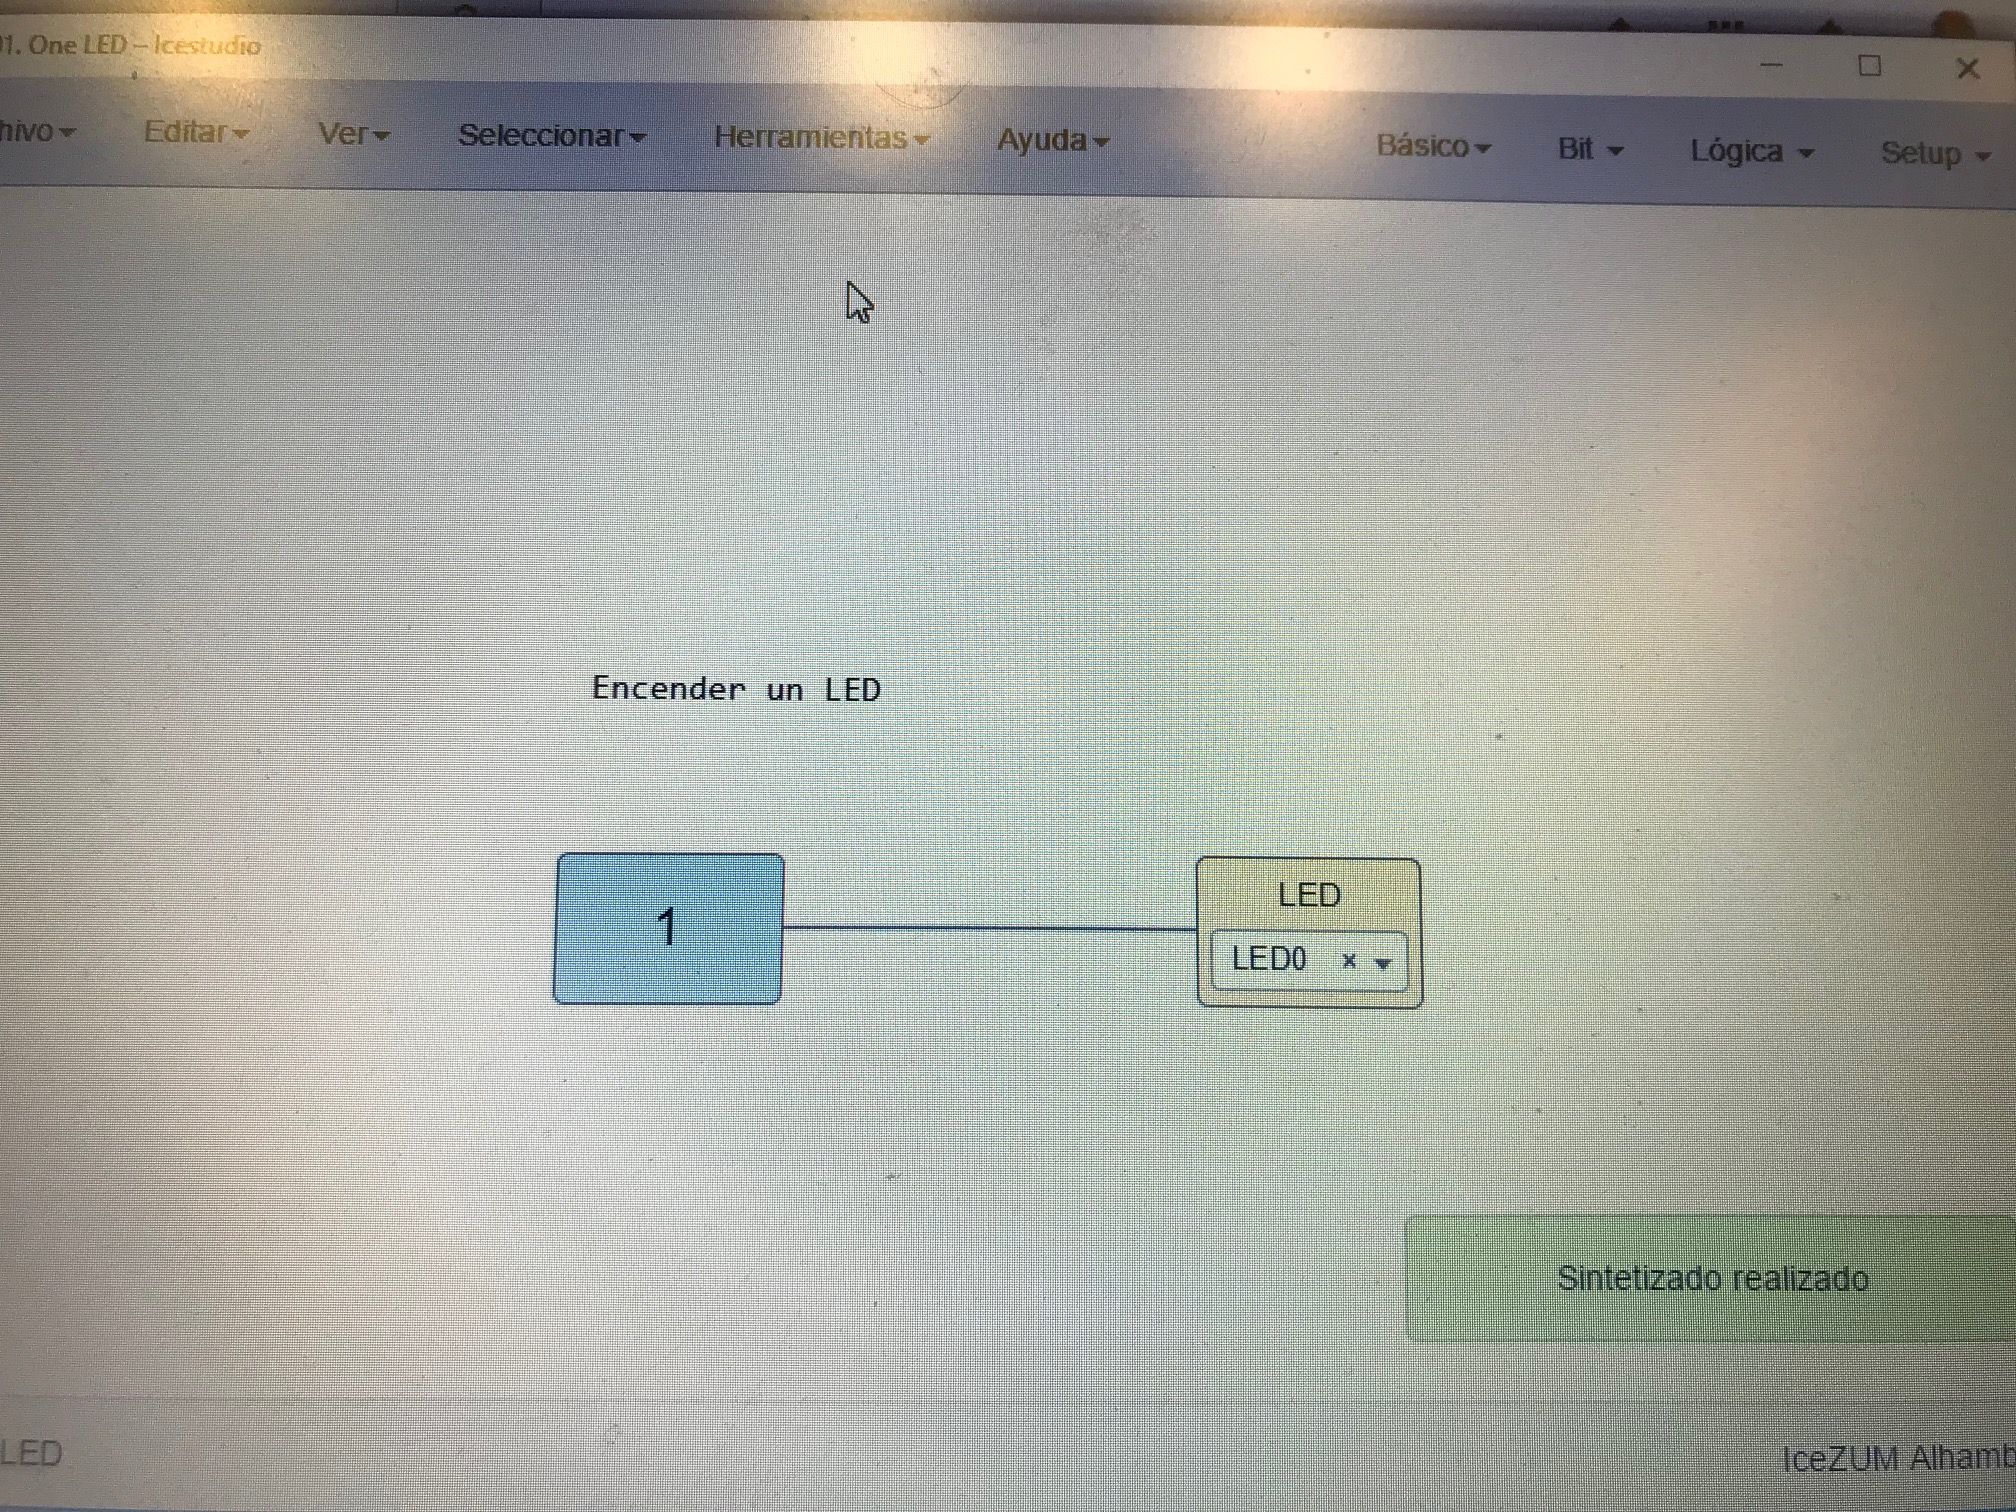 01. One LED – Icestudio
hivo Editar Ver Seleccionar Herramientas Ayuda Básico Bit Lógica Setup
Encender un LED
1
LED
LED0 x
Sintetizado realizado
LED
IceZUM Alhamb